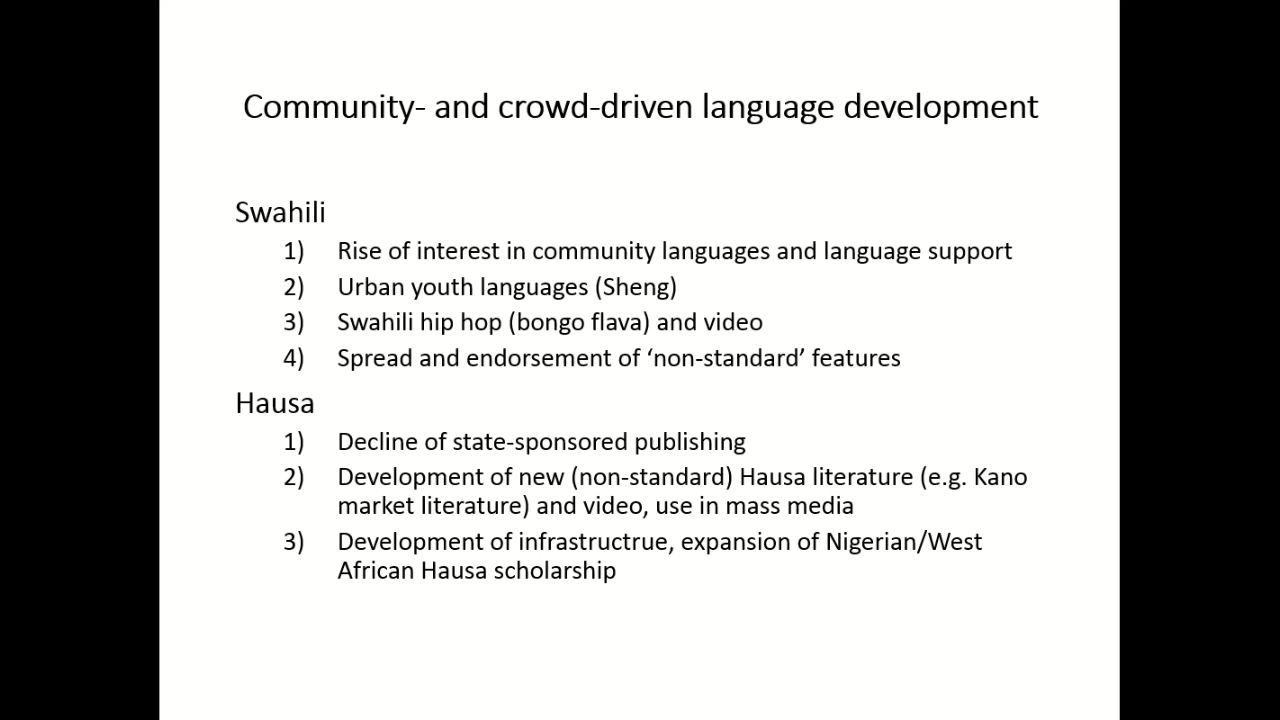 Community- and crowd-driven language development
Swahili
1) Rise of interest in community languages and language support
2) Urban youth languages (Sheng)
3) Swahili hip hop (bongo flava) and video
4) Spread and endorsement of ‘non-standard’ features
Hausa
1) Decline of state-sponsored publishing
2) Development of new (non-standard) Hausa literature (e.g. Kano
market literature) and video, use in mass media
3) Development of infrastructrue, expansion of Nigerian/West
African Hausa scholarship